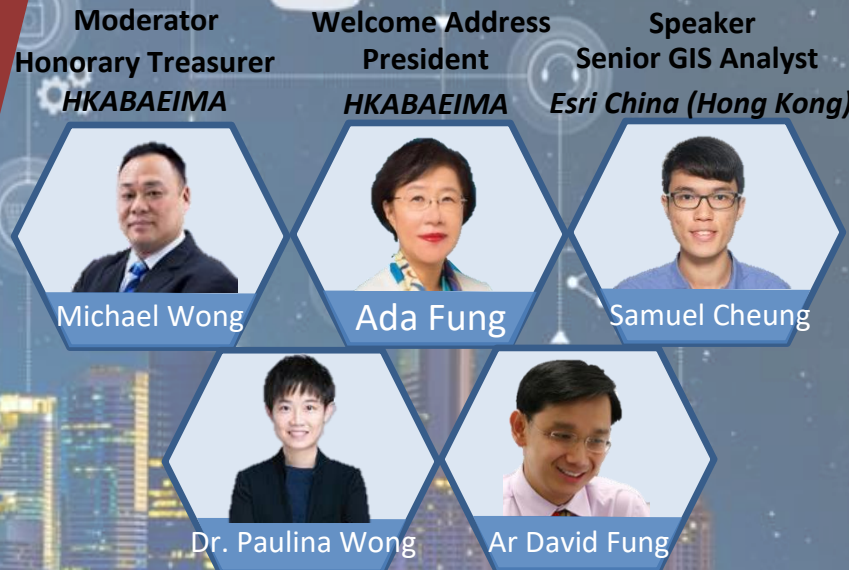 Moderator
Honorary Treasurer
HKABAEIMA
Welcome Address
President
HKABAEIMA
Speaker
Senior GIS Analyst
Esri China (Hong Kong)
Michael Wong
Ada Fung
Samuel Cheung
Dr. Paulina Wong
Ar David Fung